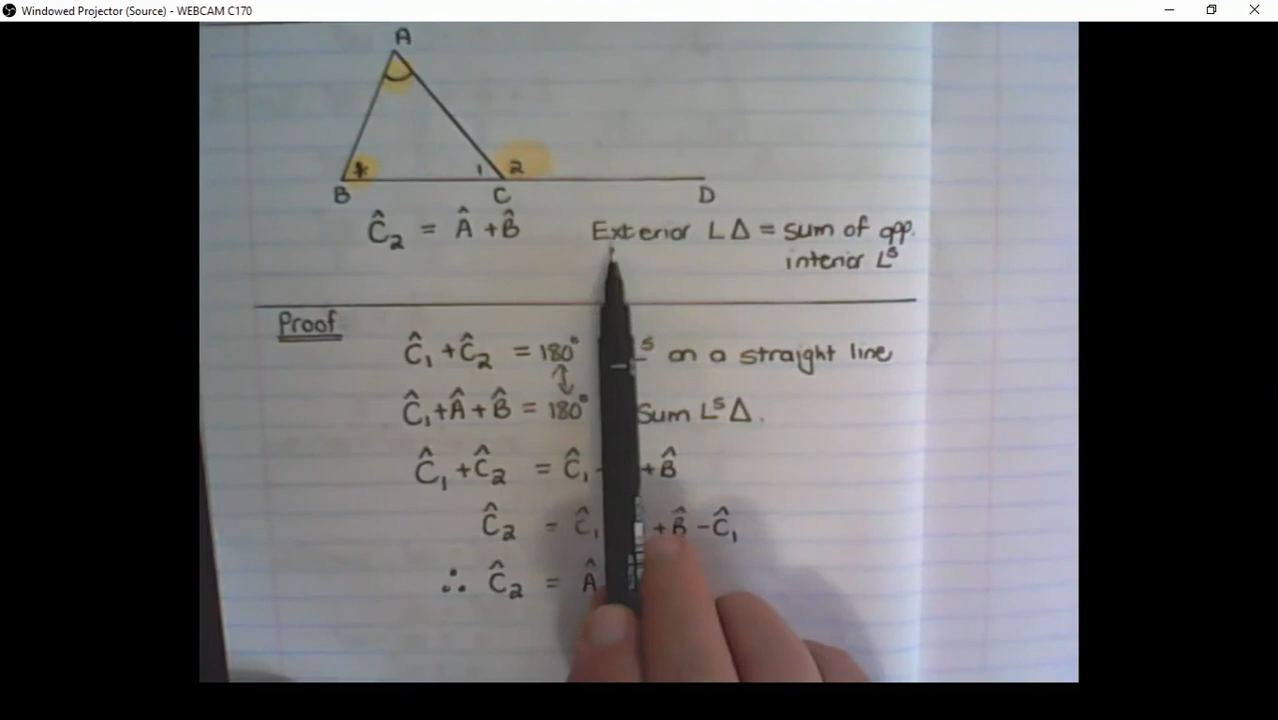 Windowed Projector (Source) - WEBCAM C170
A
B * 1 C 2 D
Ĉ₂ = Â + B̂ Exterior ∠Δ = sum of opp.
interior ∠ˢ
Proof
Ĉ₁ + Ĉ₂ = 180° ∠ˢ on a straight line
Ĉ₁ + Â + B̂ = 180° Sum ∠ˢ Δ.
Ĉ₁ + Ĉ₂ = Ĉ₁ + B̂
Ĉ₂ = Ĉ₁ + B̂ - Ĉ₁
∴ Ĉ₂ = Â